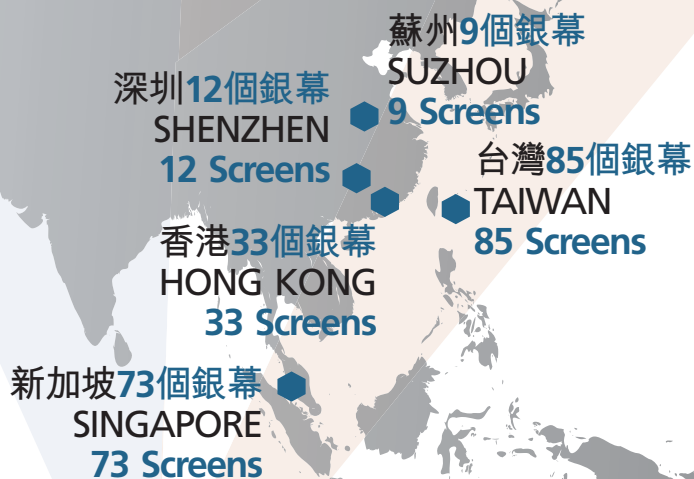 蘇州9個銀幕
SUZHOU
9 Screens
深圳12個銀幕
SHENZHEN
12 Screens
台灣85個銀幕
TAIWAN
85 Screens
香港33個銀幕
HONG KONG
33 Screens
新加坡73個銀幕
SINGAPORE
73 Screens